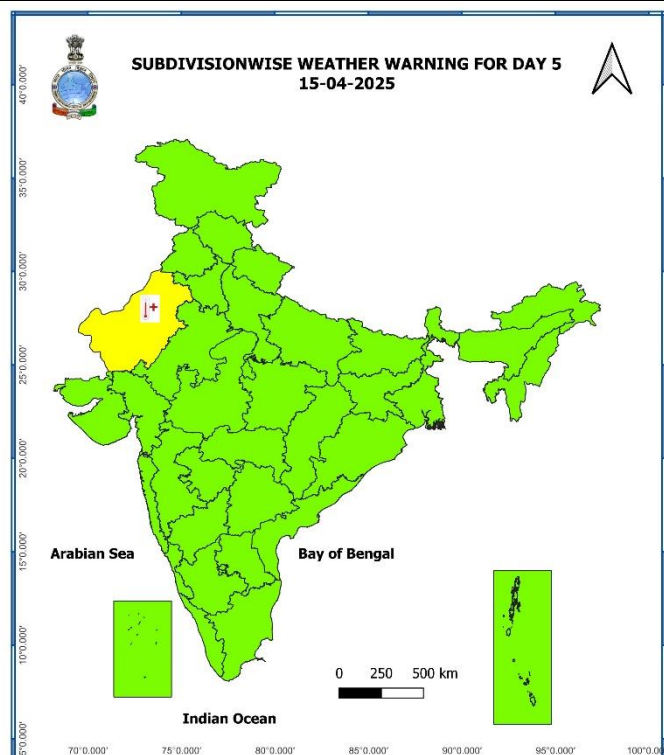 SUBDIVISIONWISE WEATHER WARNING FOR DAY 5
15-04-2025
40°0.000'
35°0.000'
30°0.000'
25°0.000'
20°0.000'
15°0.000'
10°0.000'
5°0.000'
Arabian Sea
Bay of Bengal
0 250 500 km
Indian Ocean
70°0.000' 75°0.000' 80°0.000' 85°0.000' 90°0.000' 95°0.000' 100°0.0